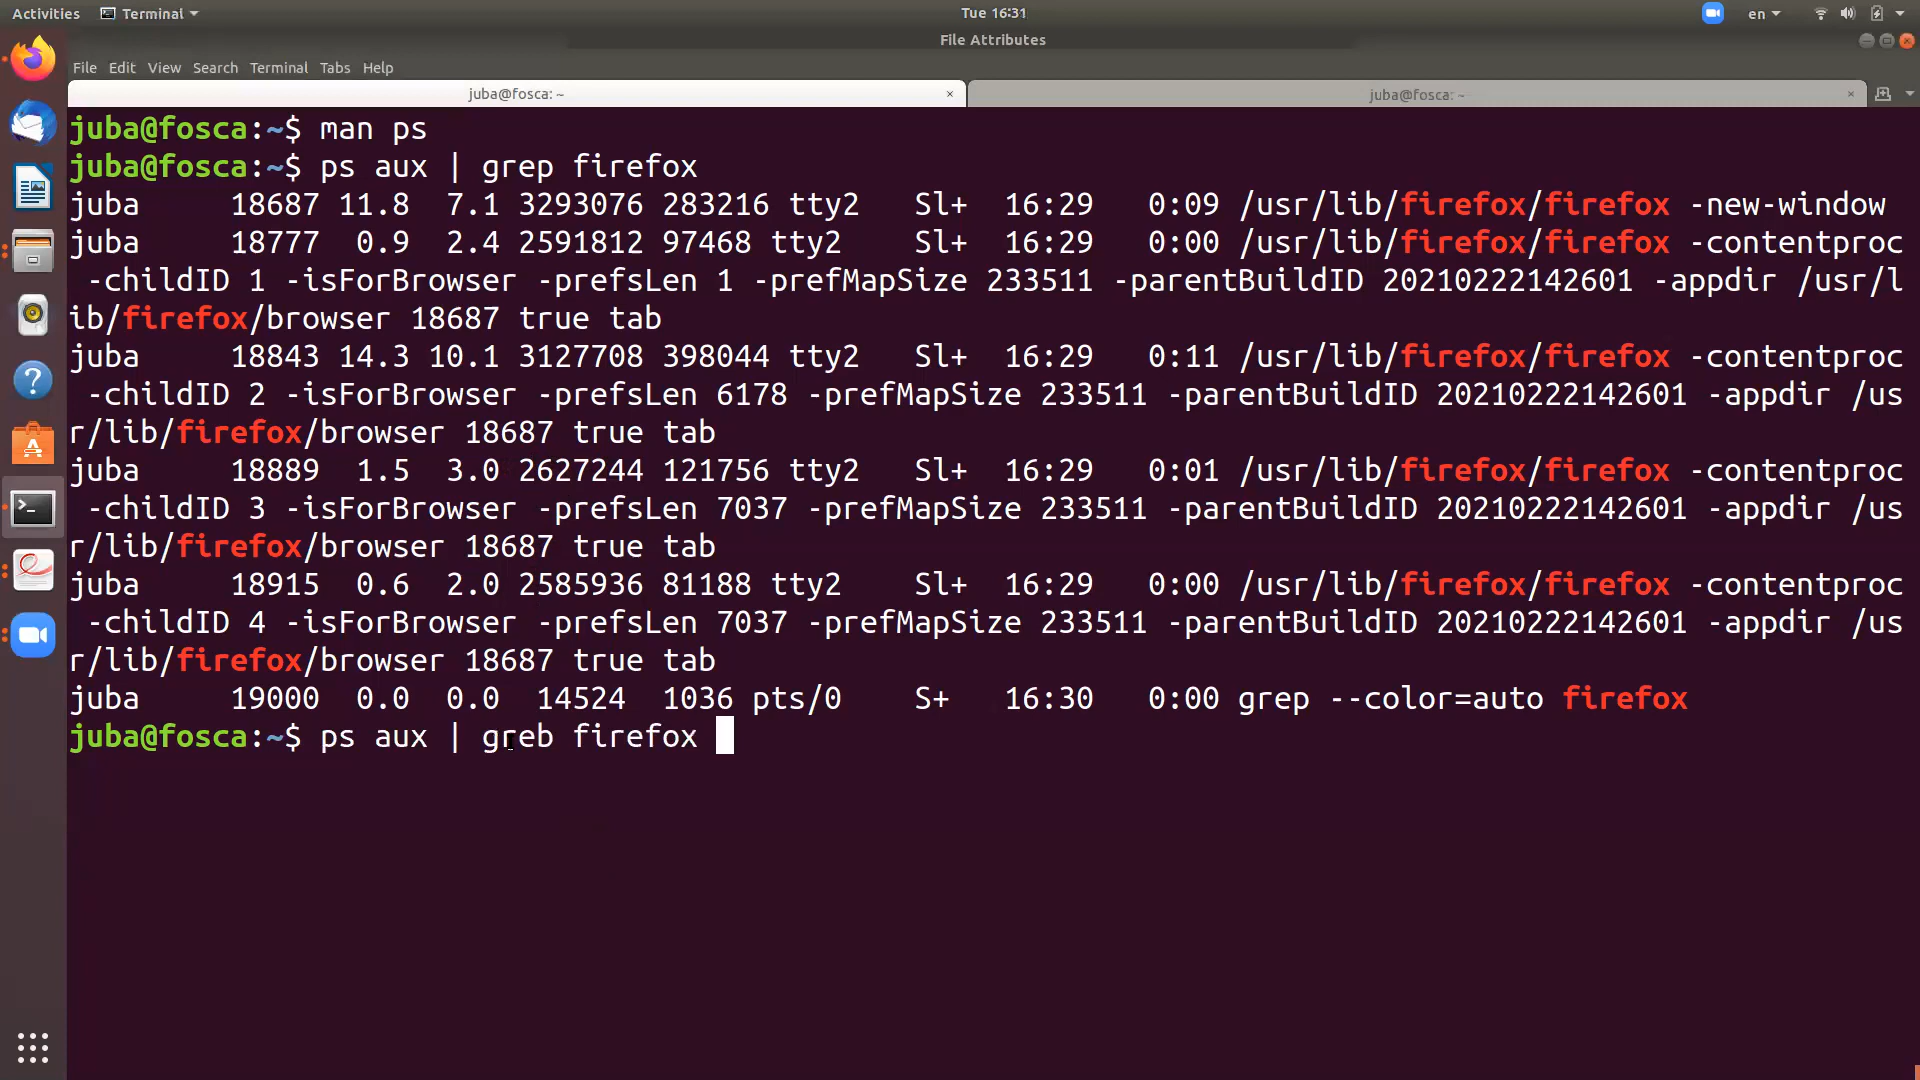 Activities Terminal Tue 16:31 en
File Attributes
File Edit View Search Terminal Tabs Help
juba@fosca: ~ × juba@fosca: ~ ×
juba@fosca:~$ man ps
juba@fosca:~$ ps aux | grep firefox
juba 18687 11.8 7.1 3293076 283216 tty2 Sl+ 16:29 0:09 /usr/lib/firefox/firefox -new-window
juba 18777 0.9 2.4 2591812 97468 tty2 Sl+ 16:29 0:00 /usr/lib/firefox/firefox -contentproc
-childID 1 -isForBrowser -prefsLen 1 -prefMapSize 233511 -parentBuildID 20210222142601 -appdir /usr/l
ib/firefox/browser 18687 true tab
juba 18843 14.3 10.1 3127708 398044 tty2 Sl+ 16:29 0:11 /usr/lib/firefox/firefox -contentproc
-childID 2 -isForBrowser -prefsLen 6178 -prefMapSize 233511 -parentBuildID 20210222142601 -appdir /us
r/lib/firefox/browser 18687 true tab
juba 18889 1.5 3.0 2627244 121756 tty2 Sl+ 16:29 0:01 /usr/lib/firefox/firefox -contentproc
-childID 3 -isForBrowser -prefsLen 7037 -prefMapSize 233511 -parentBuildID 20210222142601 -appdir /us
r/lib/firefox/browser 18687 true tab
juba 18915 0.6 2.0 2585936 81188 tty2 Sl+ 16:29 0:00 /usr/lib/firefox/firefox -contentproc
-childID 4 -isForBrowser -prefsLen 7037 -prefMapSize 233511 -parentBuildID 20210222142601 -appdir /us
r/lib/firefox/browser 18687 true tab
juba 19000 0.0 0.0 14524 1036 pts/0 S+ 16:30 0:00 grep --color=auto firefox
juba@fosca:~$ ps aux | greb firefox